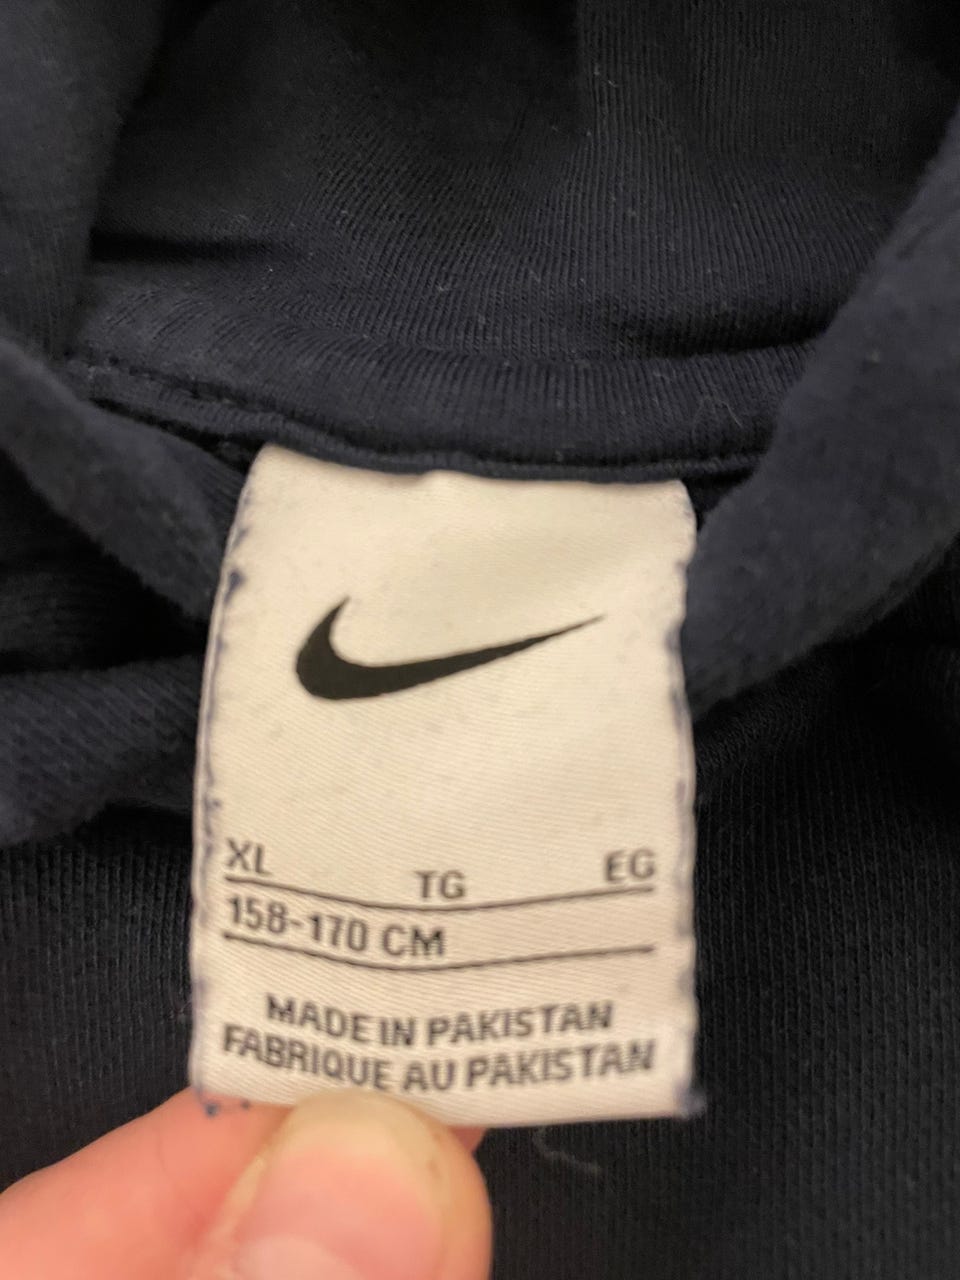 XL TG EG
158-170 CM
MADE IN PAKISTAN
FABRIQUE AU PAKISTAN